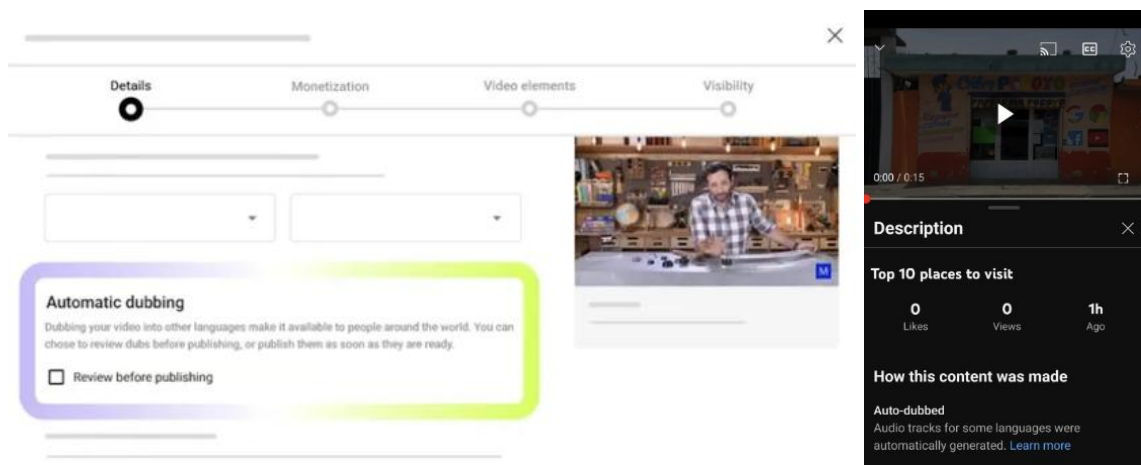 Details
Monetization
Video elements
Visibility
Automatic dubbing
Dubbing your video into other languages make it available to people around the world. You can
chose to review dubs before publishing, or publish them as soon as they are ready.
Review before publishing
M
CC
0:00 / 0:15
Description
Top 10 places to visit
0
0
1h
Likes
Views
Ago
How this content was made
Auto-dubbed
Audio tracks for some languages were
automatically generated. Learn more